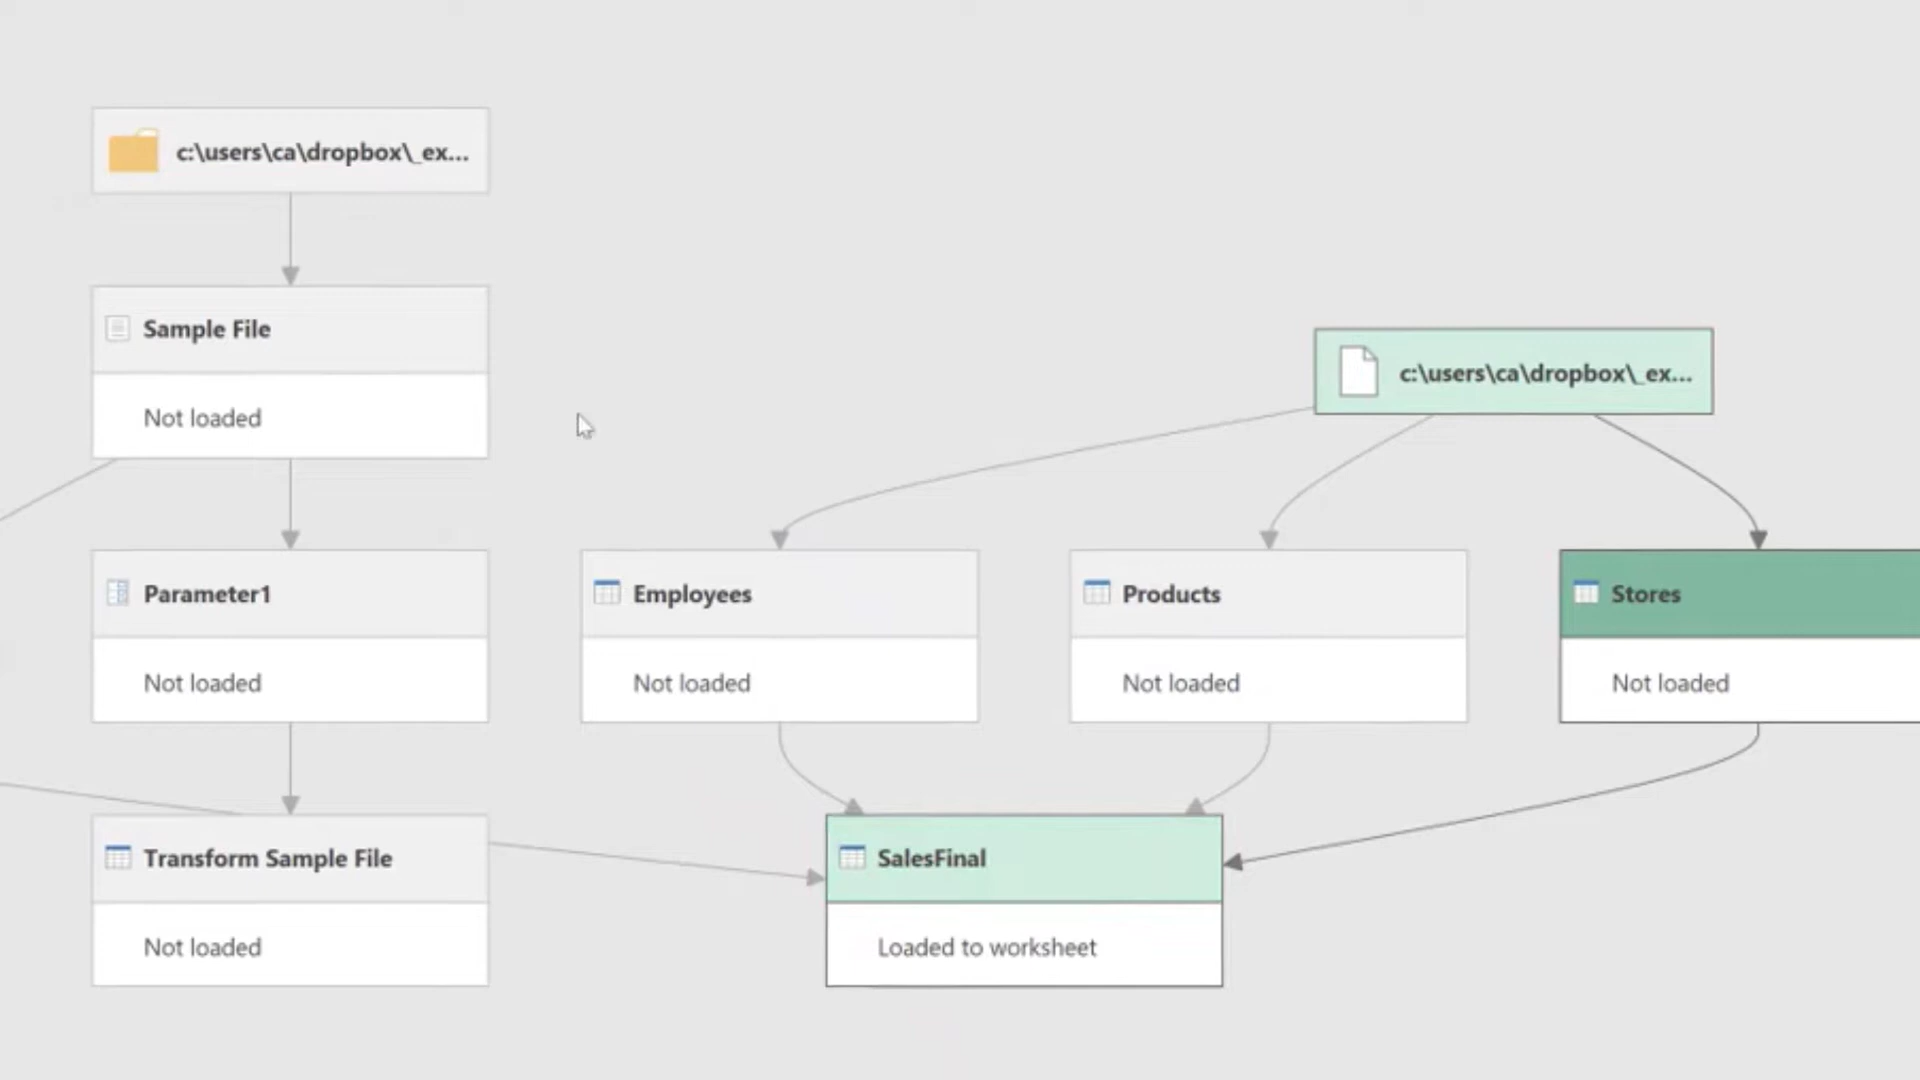 c:\users\ca\dropbox\_ex...
Sample File
Not loaded
c:\users\ca\dropbox\_ex...
Parameter1
Not loaded
Employees
Not loaded
Products
Not loaded
Stores
Not loaded
Transform Sample File
Not loaded
SalesFinal
Loaded to worksheet